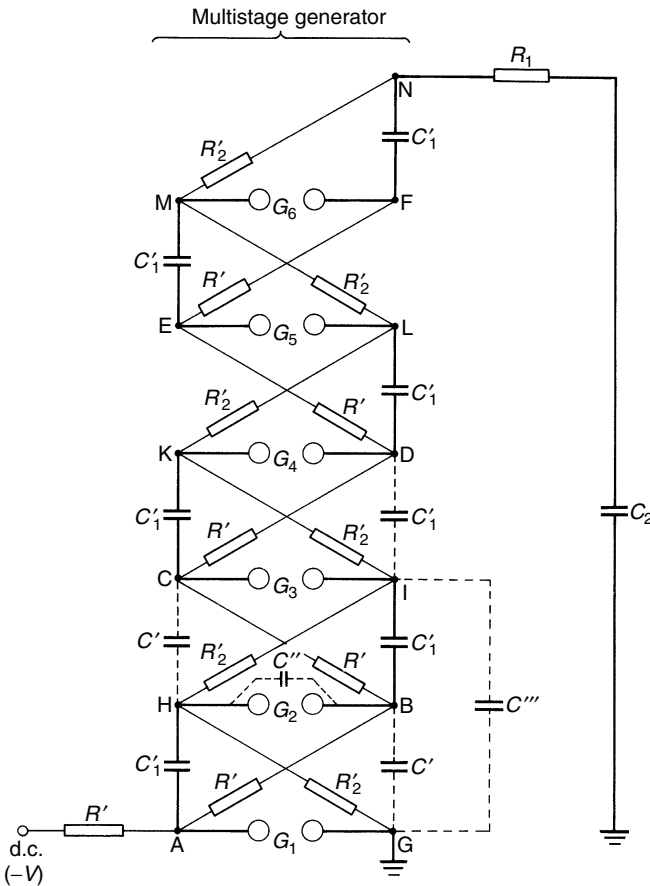 Multistage generator
N
R₁
R′₂
C′₁
M
G₆
F
C′₁
R′
R′₂
E
G₅
L
R′₂
R′
C′₁
K
G₄
D
C′₁
R′
R′₂
C′₁
C₂
C
G₃
I
C′
R′₂
C″
R′
C′₁
C‴
H
G₂
B
C′₁
R′
R′₂
C′
R′
d.c.
(–V)
A
G₁
G